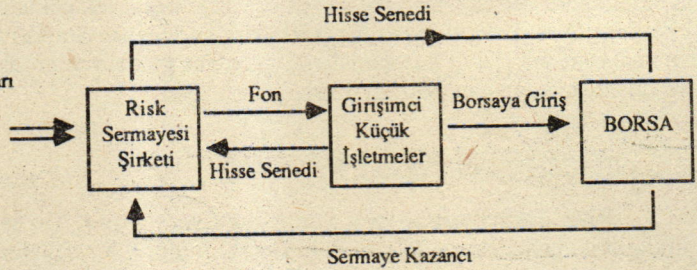 Hisse Senedi
Risk
Sermayesi
Şirketi
Fon
Hisse Senedi
Girişimci
Küçük
İşletmeler
Borsaya Giriş
BORSA
Sermaye Kazancı